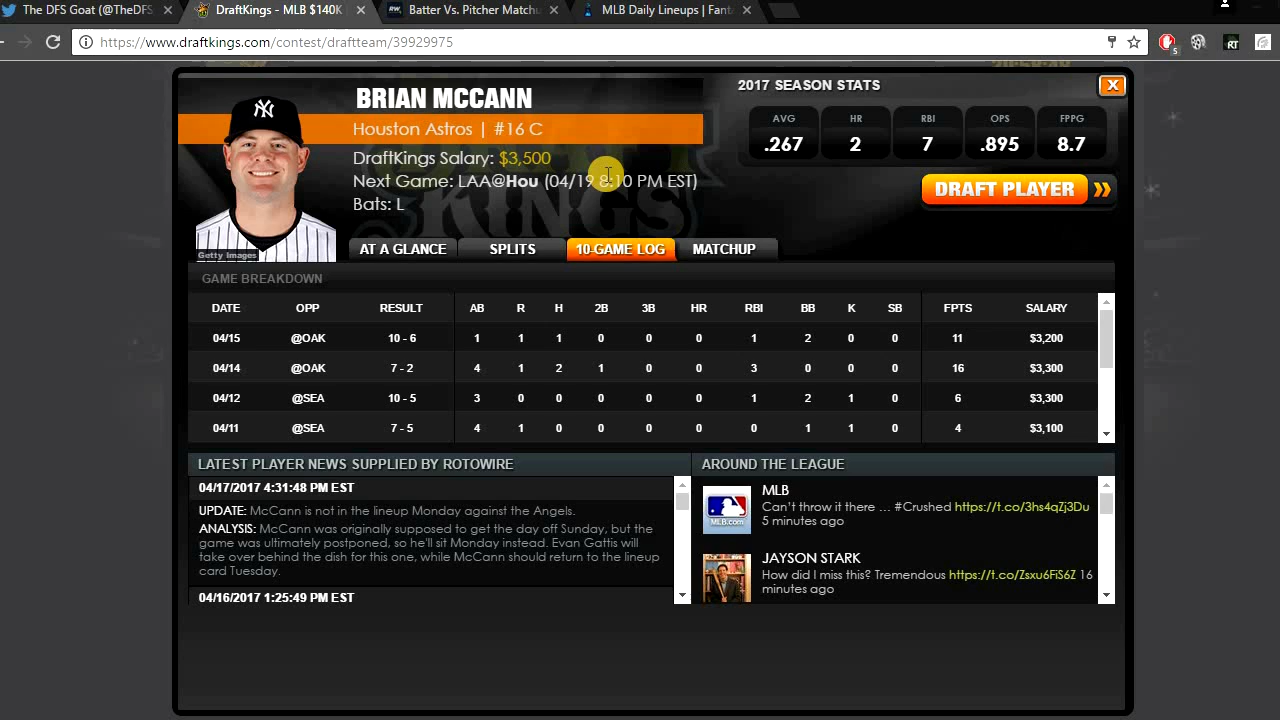 The DFS Goat (@TheDFS × DraftKings - MLB $140K × Batter Vs. Pitcher Matchu × MLB Daily Lineups | Fant ×
https://www.draftkings.com/contest/draftteam/39929975
BRIAN MCCANN
Houston Astros | #16 C
DraftKings Salary: $3,500
Next Game: LAA@Hou (04/19 8:10 PM EST)
Bats: L
Getty Images
2017 SEASON STATS
AVG HR RBI OPS FPPG
.267 2 7 .895 8.7
DRAFT PLAYER
X
AT A GLANCE SPLITS 10-GAME LOG MATCHUP
GAME BREAKDOWN
DATE OPP RESULT AB R H 2B 3B HR RBI BB K SB FPTS SALARY
04/15 @OAK 10 - 6 1 1 1 0 0 0 1 2 0 0 11 $3,200
04/14 @OAK 7 - 2 4 1 2 1 0 0 3 0 0 0 16 $3,300
04/12 @SEA 10 - 5 3 0 0 0 0 0 1 2 1 0 6 $3,300
04/11 @SEA 7 - 5 4 1 0 0 0 0 0 1 1 0 4 $3,100
LATEST PLAYER NEWS SUPPLIED BY ROTOWIRE
04/17/2017 4:31:48 PM EST
UPDATE: McCann is not in the lineup Monday against the Angels.
ANALYSIS: McCann was originally supposed to get the day off Sunday, but the
game was ultimately postponed, so he'll sit Monday instead. Evan Gattis will
take over behind the dish for this one, while McCann should return to the lineup
card Tuesday.
04/16/2017 1:25:49 PM EST
AROUND THE LEAGUE
MLB
Can't throw it there ... #Crushed https://t.co/3hs4qZj3Du
5 minutes ago
MLB.com
JAYSON STARK
How did I miss this? Tremendous https://t.co/Zsxu6FiS6Z 16
minutes ago